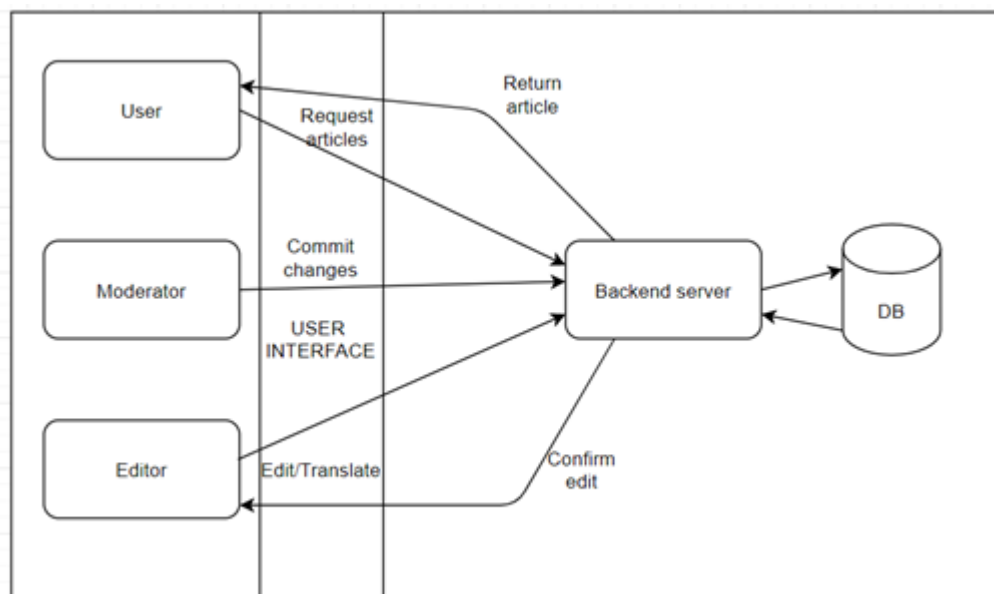 User
Return
article
Request
articles
Commit
changes
Moderator
Backend server
DB
USER
INTERFACE
Editor
Edit/Translate
Confirm
edit